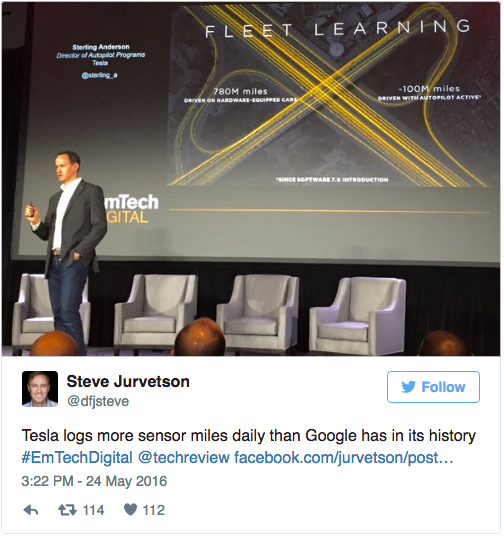 FLEET LEARNING
Sterling Anderson
Director of Autopilot Programs
Tesla
@sterling_a
780M miles
DRIVEN ON HARDWARE-EQUIPPED CARS
~100M miles
DRIVEN WITH AUTOPILOT ACTIVE*
*SINCE SOFTWARE 7.0 INTRODUCTION
mTech
GITAL
Steve Jurvetson
@dfjsteve
Follow
Tesla logs more sensor miles daily than Google has in its history
#EmTechDigital @techreview facebook.com/jurvetson/post…
3:22 PM - 24 May 2016
114
112